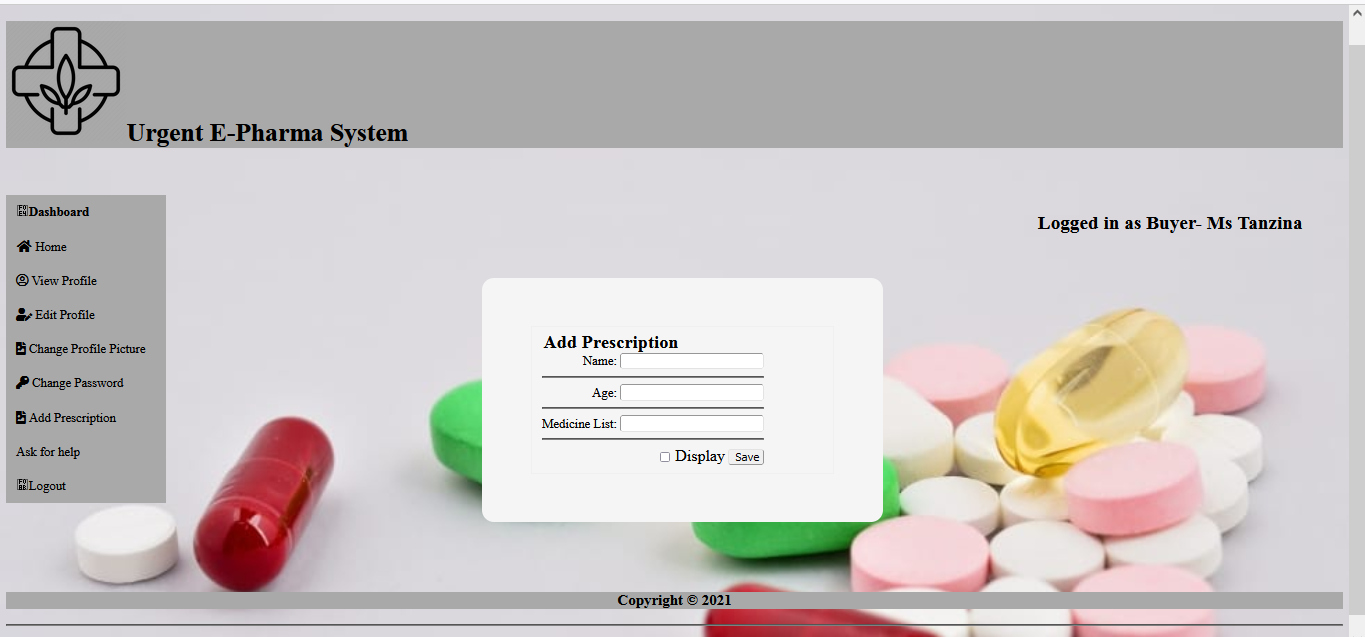 Urgent E-Pharma System
Dashboard
Home
View Profile
Edit Profile
Change Profile Picture
Change Password
Add Prescription
Ask for help
Logout
Logged in as Buyer- Ms Tanzina
Add Prescription
Name:
Age:
Medicine List:
Display Save
Copyright © 2021